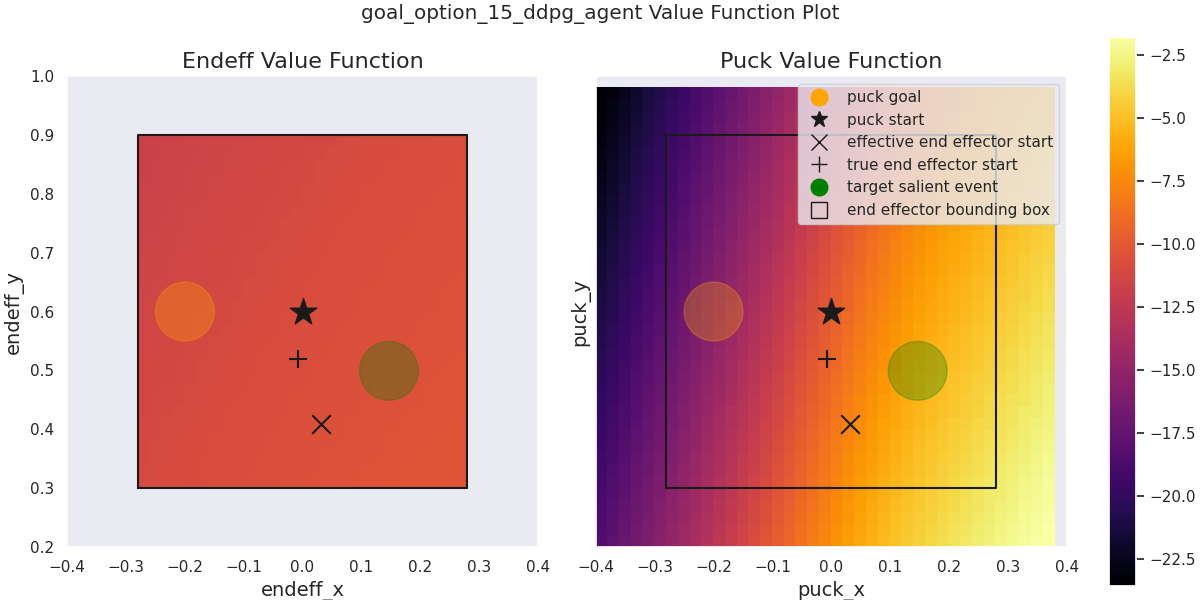 goal_option_15_ddpg_agent Value Function Plot
Endeff Value Function
1.0
0.9
0.8
0.7
0.6
0.5
0.4
0.3
0.2
endeff_y
−0.4 −0.3 −0.2 −0.1 0.0 0.1 0.2 0.3 0.4
endeff_x
Puck Value Function
puck goal
puck start
effective end effector start
true end effector start
target salient event
end effector bounding box
puck_y
−0.4 −0.3 −0.2 −0.1 0.0 0.1 0.2 0.3 0.4
puck_x
−2.5
−5.0
−7.5
−10.0
−12.5
−15.0
−17.5
−20.0
−22.5